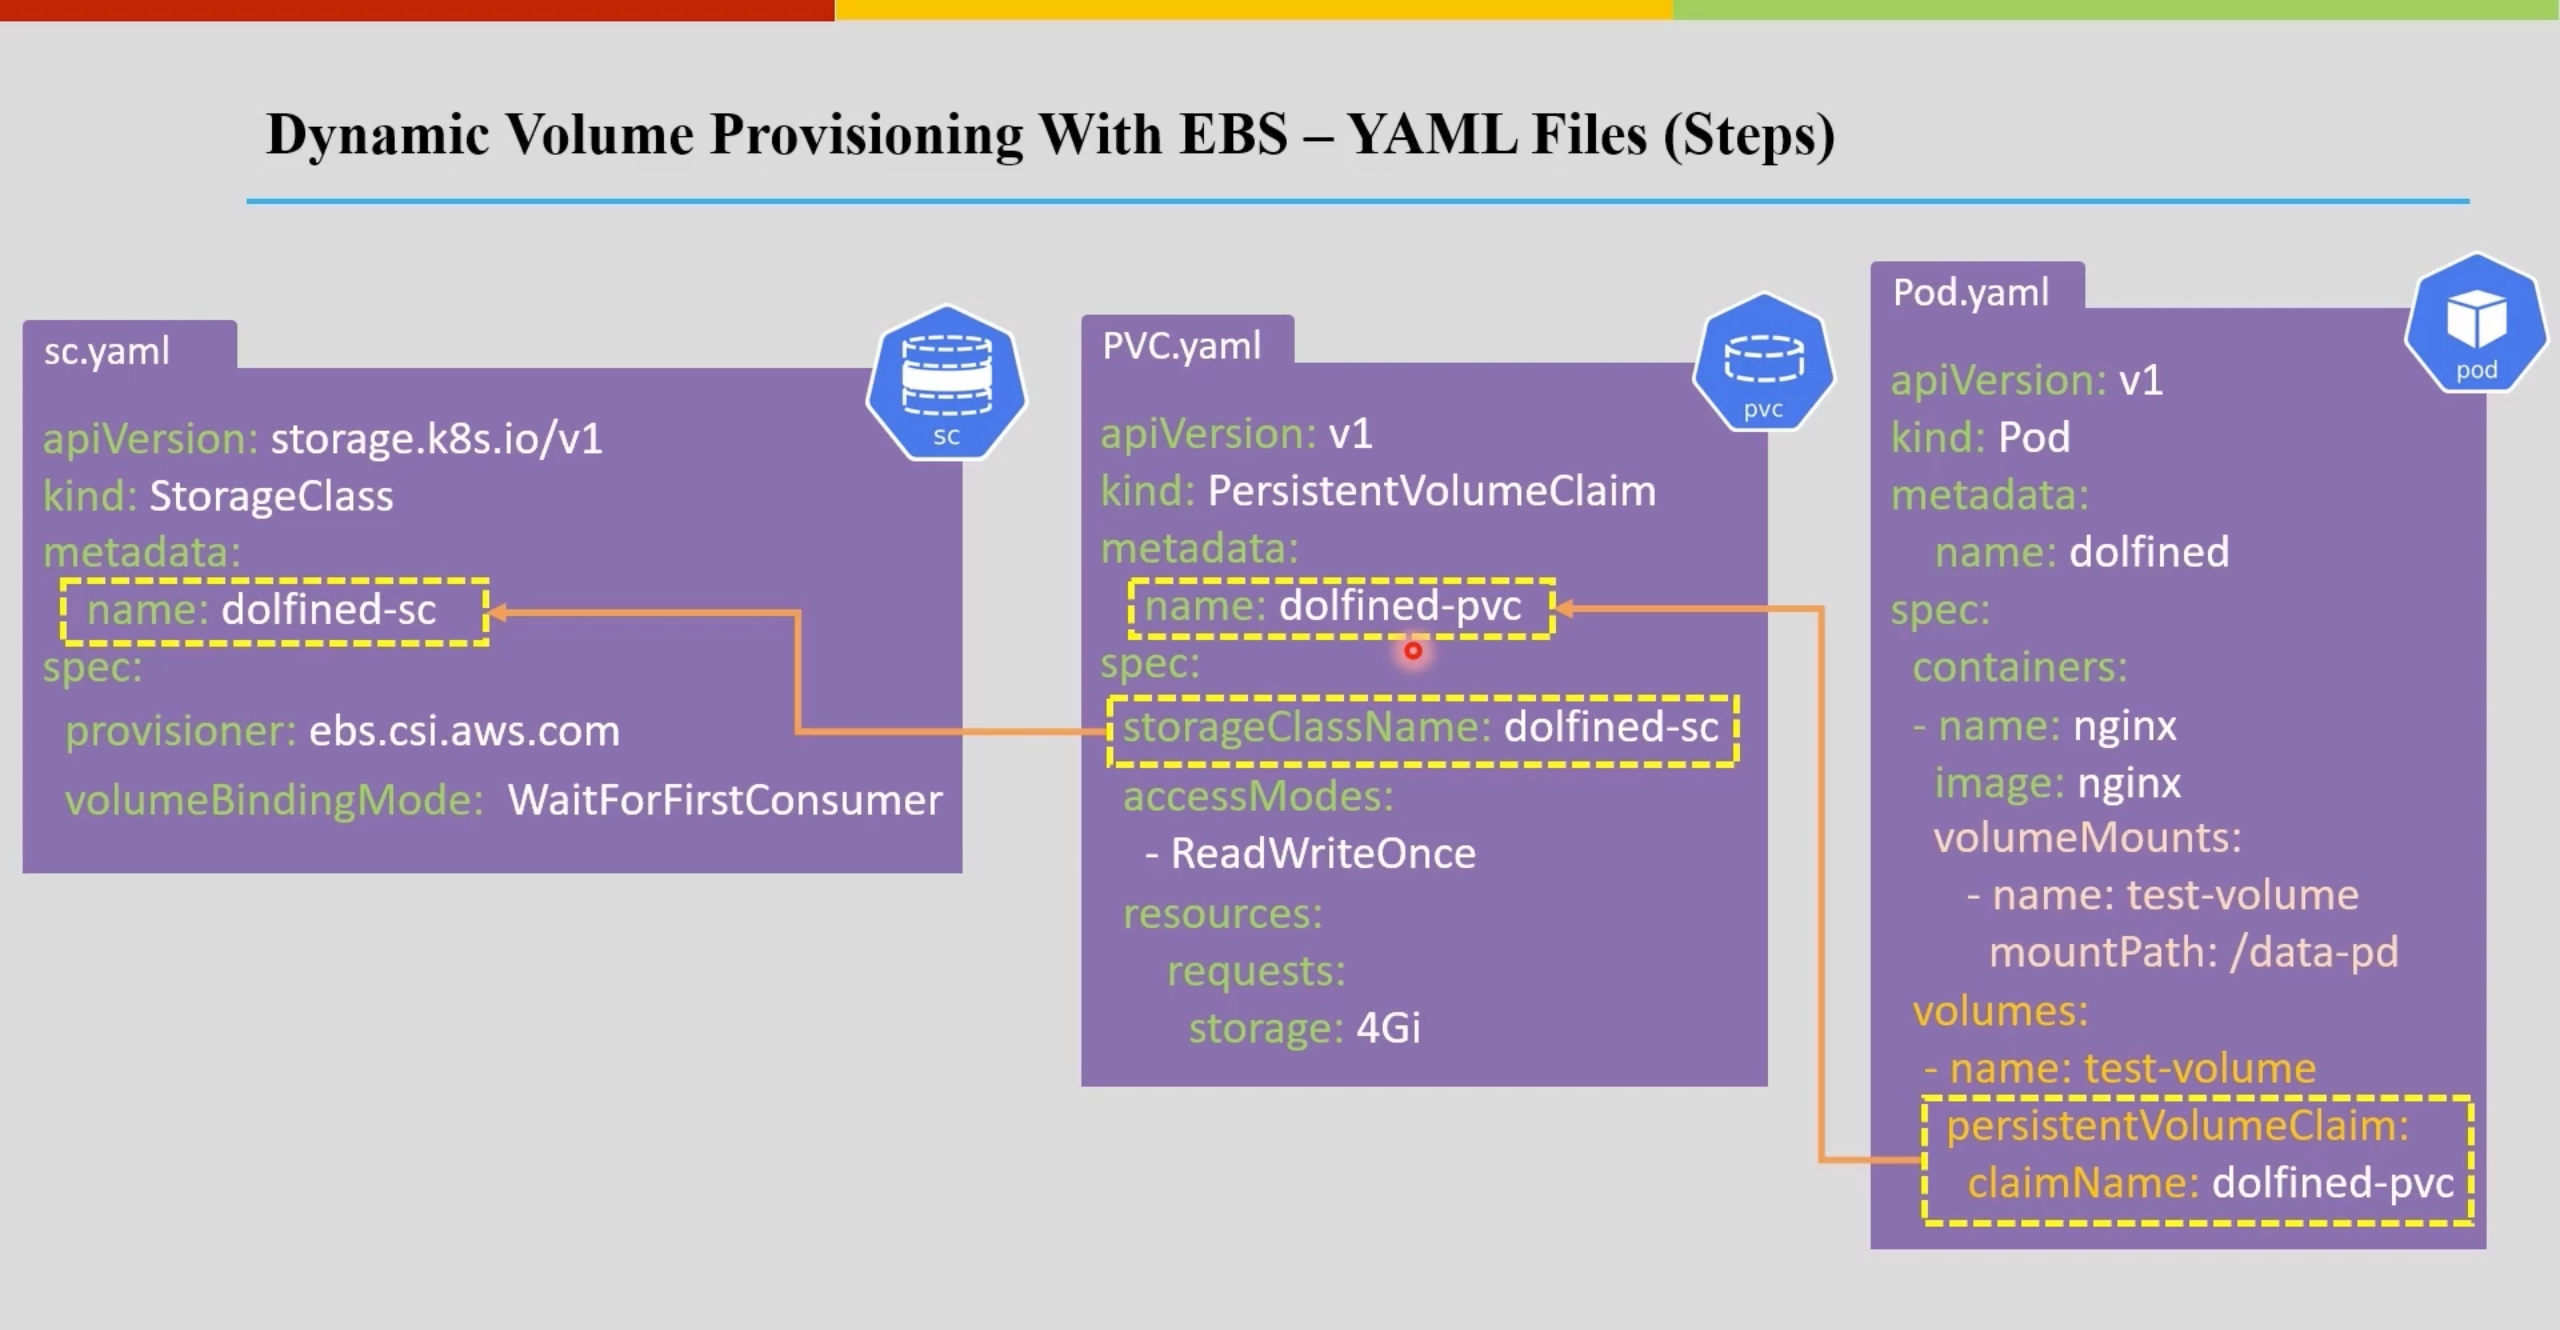 Dynamic Volume Provisioning With EBS – YAML Files (Steps)
sc.yaml
sc
apiVersion: storage.k8s.io/v1
kind: StorageClass
metadata:
name: dolfined-sc
spec:
provisioner: ebs.csi.aws.com
volumeBindingMode: WaitForFirstConsumer
PVC.yaml
pvc
apiVersion: v1
kind: PersistentVolumeClaim
metadata:
name: dolfined-pvc
spec:
storageClassName: dolfined-sc
accessModes:
- ReadWriteOnce
resources:
requests:
storage: 4Gi
Pod.yaml
pod
apiVersion: v1
kind: Pod
metadata:
name: dolfined
spec:
containers:
- name: nginx
image: nginx
volumeMounts:
- name: test-volume
mountPath: /data-pd
volumes:
- name: test-volume
persistentVolumeClaim:
claimName: dolfined-pvc